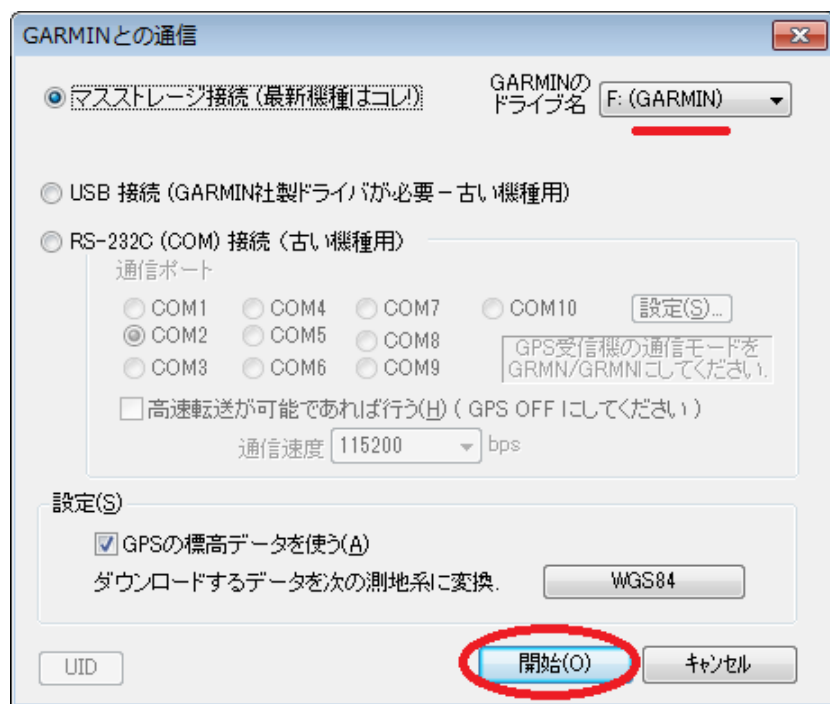 GARMINとの通信
マスストレージ接続 (最新機種はコレ!)
GARMINの
ドライブ名
F: (GARMIN)
USB 接続 (GARMIN社製ドライバが必要－古い機種用)
RS-232C (COM) 接続 (古い機種用)
通信ポート
COM1 COM4 COM7 COM10 設定(S)...
COM2 COM5 COM8
COM3 COM6 COM9
GPS受信機の通信モードを
GRMN/GRMNにしてください.
高速転送が可能であれば行う(H) ( GPS OFF にしてください )
通信速度 115200 bps
設定(S)
GPSの標高データを使う(A)
ダウンロードするデータを次の測地系に変換. WGS84
UID 開始(O) キャンセル